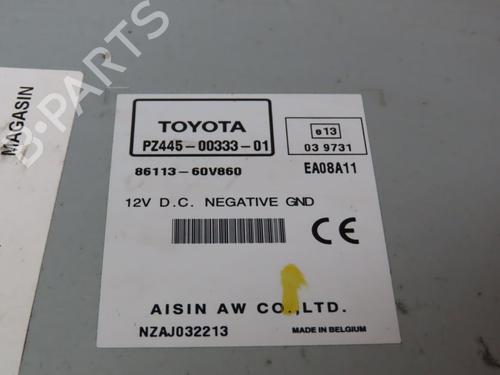 B-PARTS
MAGASIN
TOYOTA
PZ445-00333-01
e13
03 9731
86113-60V860
EA08A11
12V D.C. NEGATIVE GND
CE
AISIN AW CO.,LTD.
NZAJ032213
MADE IN BELGIUM